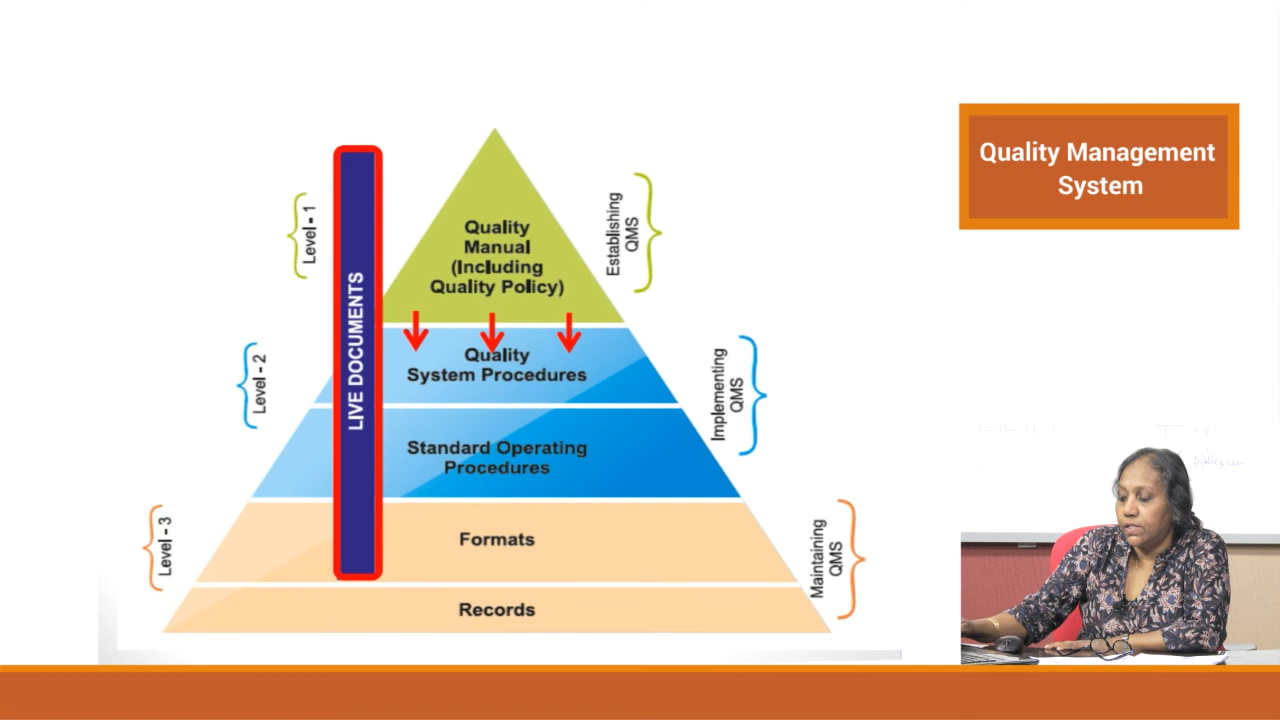 Quality Management
System
Level - 1
LIVE DOCUMENTS
Quality
Manual
(Including
Quality Policy)
Establishing
QMS
Level - 2
Quality
System Procedures
Implementing
QMS
Standard Operating
Procedures
Level - 3
Formats
Maintaining
QMS
Records